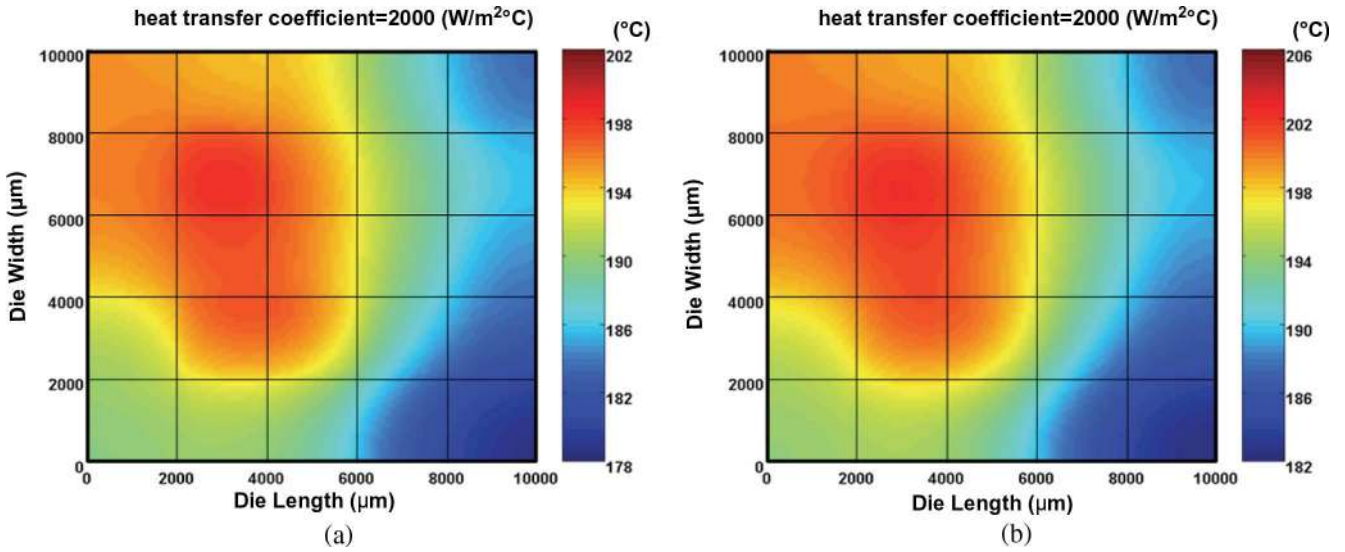 heat transfer coefficient=2000 (W/m²°C)
(°C)
202
198
194
190
186
182
178
10000
8000
6000
4000
2000
0
Die Width (µm)
0 2000 4000 6000 8000 10000
Die Length (µm)
(a)
heat transfer coefficient=2000 (W/m²°C)
(°C)
206
202
198
194
190
186
182
10000
8000
6000
4000
2000
0
Die Width (µm)
0 2000 4000 6000 8000 10000
Die Length (µm)
(b)